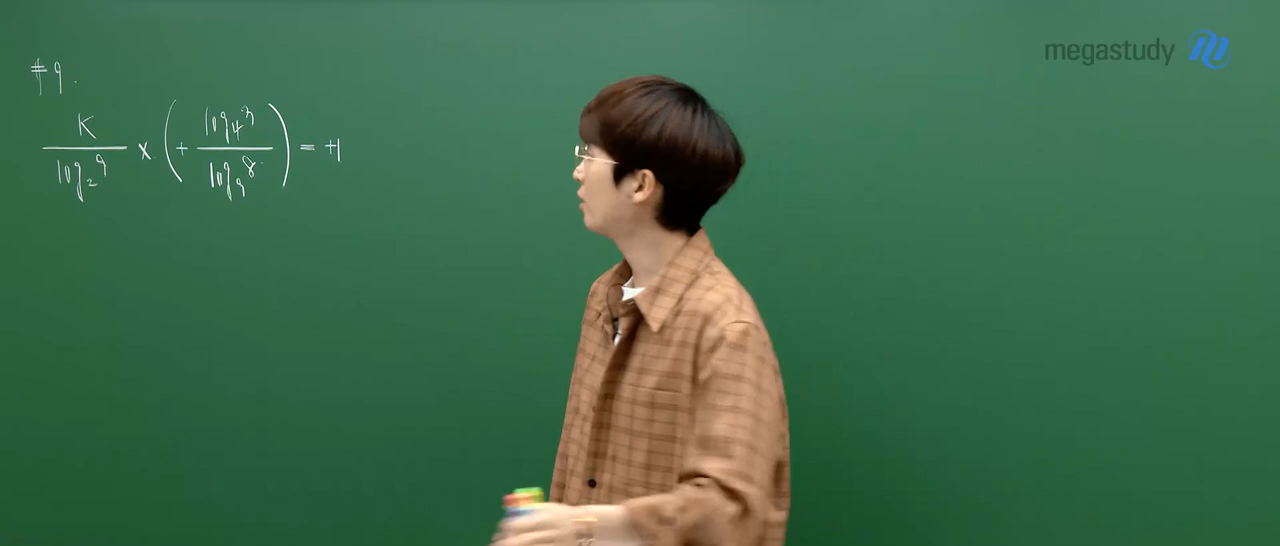 megastudy
#9.
K / log₂9 × (+ log₄3 / log₉8) = +1